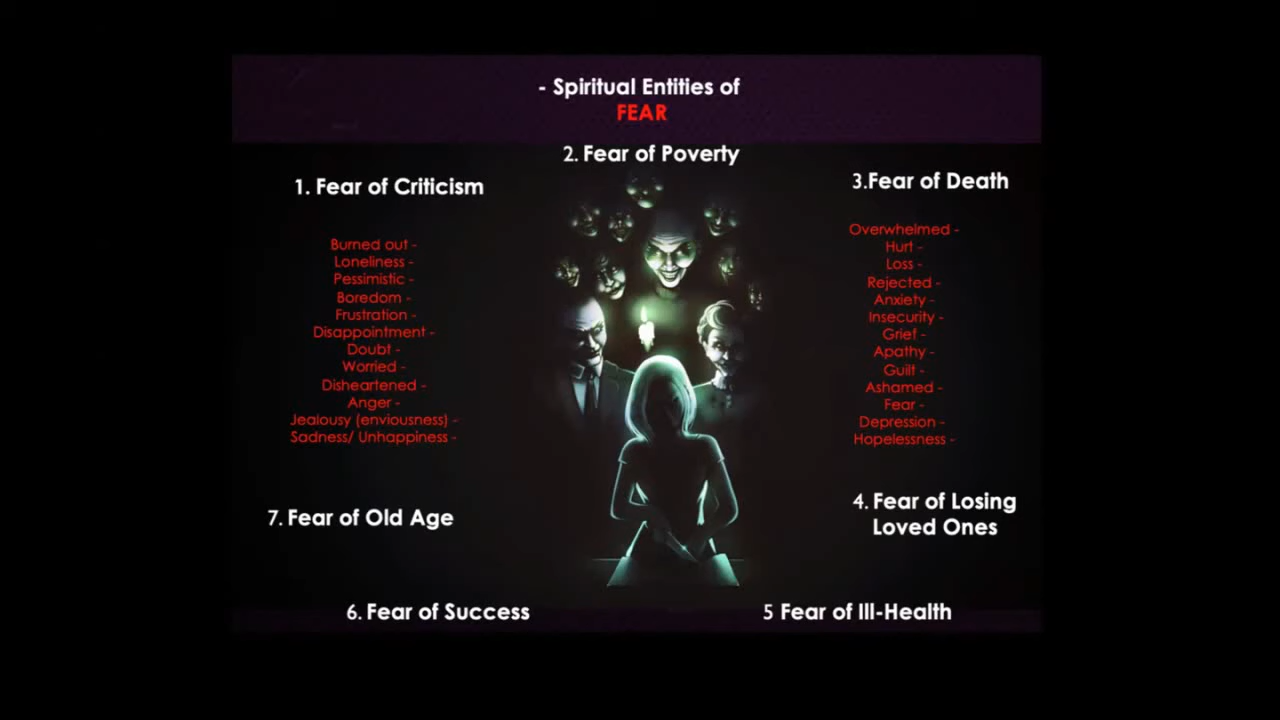 - Spiritual Entities of
FEAR
1. Fear of Criticism
2. Fear of Poverty
3.Fear of Death
Burned out -
Loneliness -
Pessimistic -
Boredom -
Frustration -
Disappointment -
Doubt -
Worried -
Disheartened -
Anger -
Jealousy (enviousness) -
Sadness/ Unhappiness -
Overwhelmed -
Hurt -
Loss -
Rejected -
Anxiety -
Insecurity -
Grief -
Apathy -
Guilt -
Ashamed -
Fear -
Depression -
Hopelessness -
4. Fear of Losing
Loved Ones
7. Fear of Old Age
6. Fear of Success
5 Fear of Ill-Health